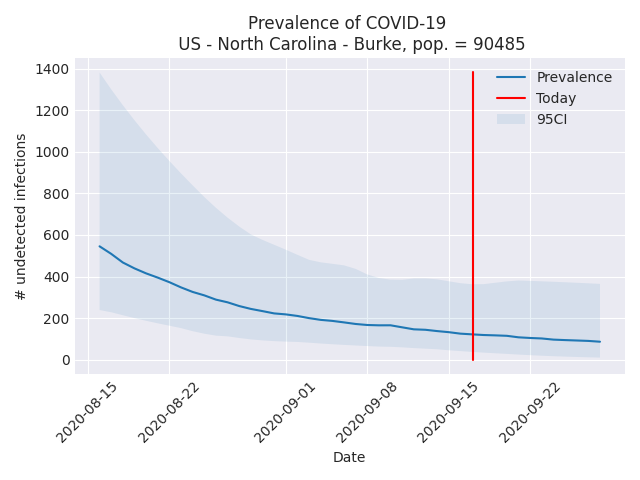 Prevalence of COVID-19
US - North Carolina - Burke, pop. = 90485
1400
1200
1000
800
600
400
200
0
# undetected infections
Prevalence
Today
95CI
2020-08-15
2020-08-22
2020-09-01
2020-09-08
2020-09-15
2020-09-22
Date